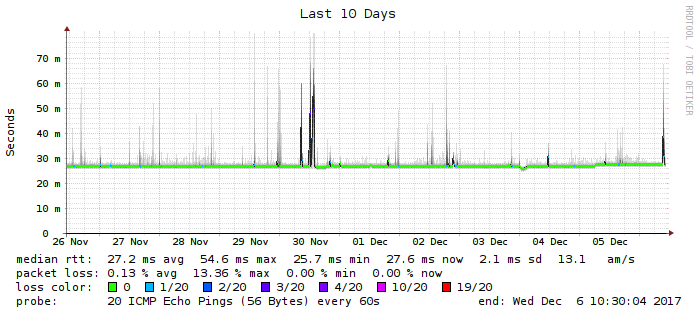 Last 10 Days
RRDTOOL / TOBI OETIKER
Seconds
70 m
60 m
50 m
40 m
30 m
20 m
10 m
0
26 Nov 27 Nov 28 Nov 29 Nov 30 Nov 01 Dec 02 Dec 03 Dec 04 Dec 05 Dec
median rtt: 27.2 ms avg 54.6 ms max 25.7 ms min 27.6 ms now 2.1 ms sd 13.1 am/s
packet loss: 0.13 % avg 13.36 % max 0.00 % min 0.00 % now
loss color: 0 1/20 2/20 3/20 4/20 10/20 19/20
probe: 20 ICMP Echo Pings (56 Bytes) every 60s end: Wed Dec 6 10:30:04 2017